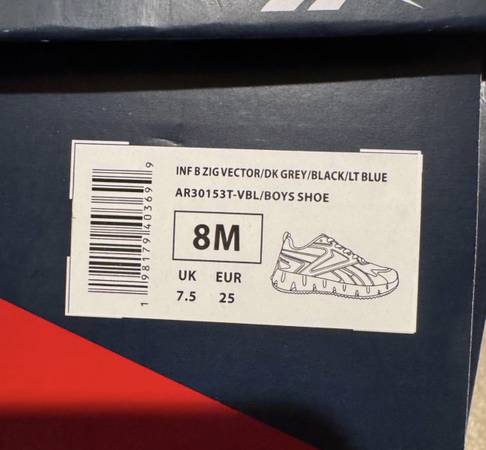 INF B ZIG VECTOR/DK GREY/BLACK/LT BLUE
AR30153T-VBL/BOYS SHOE
8M
UK EUR
7.5 25
1 98179 40369 9